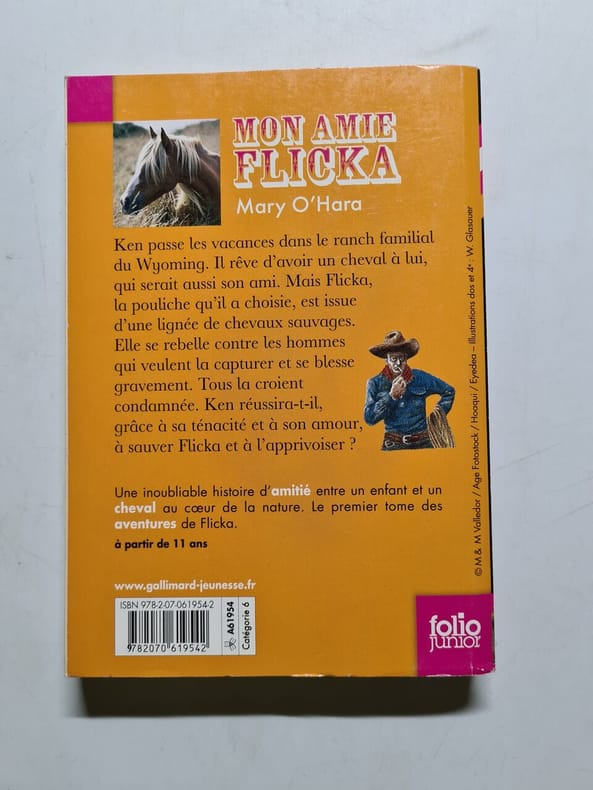 MON AMIE
FLICKA
Mary O'Hara
Ken passe les vacances dans le ranch familial
du Wyoming. Il rêve d'avoir un cheval à lui,
qui serait aussi son ami. Mais Flicka,
la pouliche qu'il a choisie, est issue
d'une lignée de chevaux sauvages.
Elle se rebelle contre les hommes
qui veulent la capturer et se blesse
gravement. Tous la croient
condamnée. Ken réussira-t-il,
grâce à sa ténacité et à son amour,
à sauver Flicka et à l'apprivoiser ?
Une inoubliable histoire d'amitié entre un enfant et un
cheval au cœur de la nature. Le premier tome des
aventures de Flicka.
à partir de 11 ans
www.gallimard-jeunesse.fr
ISBN 978-2-07-061954-2
9782070619542
A61954
Catégorie 6
folio
junior
© M & M Valledor / Age Fotostock / Hoaqui / Eyedea – Illustrations dos et 4e : W. Glasauer